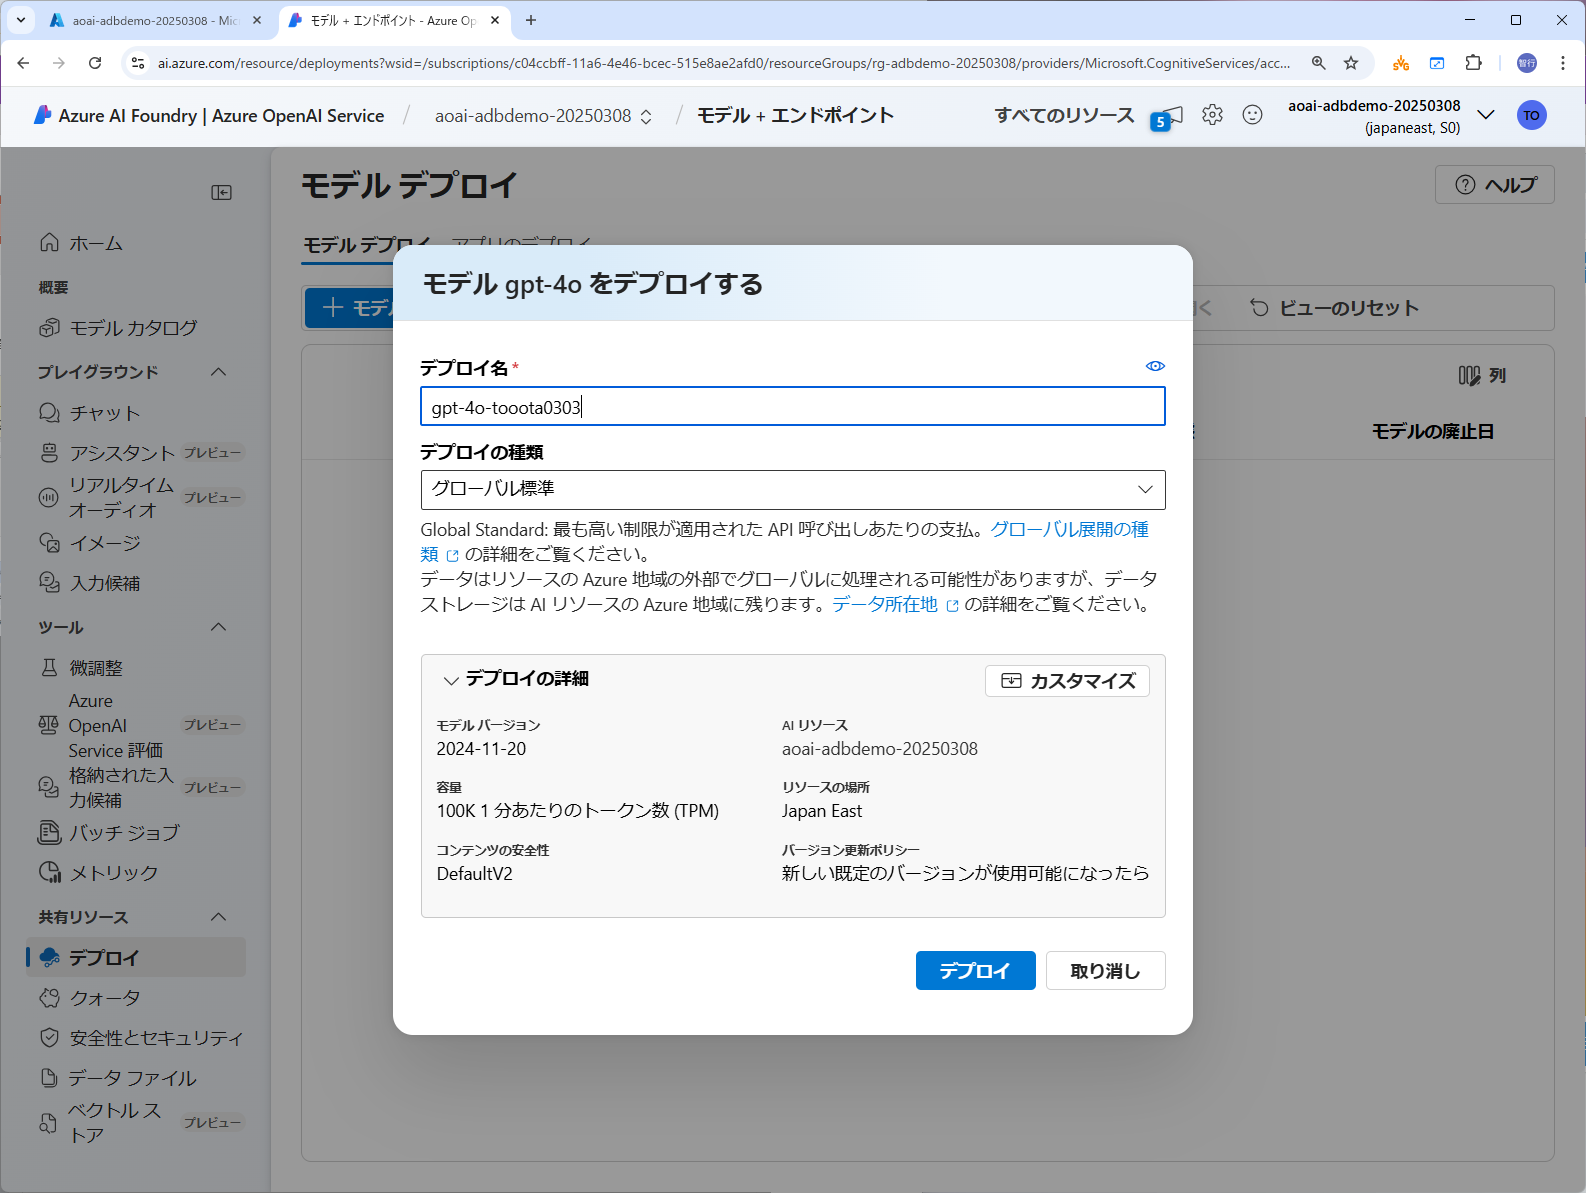 aoai-adbdemo-20250308 - Mic
モデル + エンドポイント - Azure Op
ai.azure.com/resource/deployments?wsid=/subscriptions/c04ccbff-11a6-4e46-bcec-515e8ae2afd0/resourceGroups/rg-adbdemo-20250308/providers/Microsoft.CognitiveServices/acc...
智行
Azure AI Foundry | Azure OpenAI Service
/
aoai-adbdemo-20250308
/
モデル + エンドポイント
すべてのリソース
5
aoai-adbdemo-20250308
(japaneast, S0)
TO
ホーム
概要
モデル カタログ
プレイグラウンド
チャット
アシスタント プレビュー
リアルタイム
オーディオ
プレビュー
イメージ
入力候補
ツール
微調整
Azure
OpenAI
Service 評価
プレビュー
格納された入
力候補
プレビュー
バッチ ジョブ
メトリック
共有リソース
デプロイ
クォータ
安全性とセキュリティ
データ ファイル
ベクトル ス
トア
プレビュー
モデル デプロイ
ヘルプ
モデル デプロイ アプリのデプロイ
+ モデ
く
ビューのリセット
列
モデルの廃止日
モデル gpt-4o をデプロイする
デプロイ名 *
gpt-4o-tooota0303
デプロイの種類
グローバル標準
Global Standard: 最も高い制限が適用された API 呼び出しあたりの支払。グローバル展開の種
類 の詳細をご覧ください。
データはリソースの Azure 地域の外部でグローバルに処理される可能性がありますが、データ
ストレージは AI リソースの Azure 地域に残ります。データ所在地 の詳細をご覧ください。
デプロイの詳細
カスタマイズ
モデル バージョン
2024-11-20
AI リソース
aoai-adbdemo-20250308
容量
100K 1 分あたりのトークン数 (TPM)
リソースの場所
Japan East
コンテンツの安全性
DefaultV2
バージョン更新ポリシー
新しい既定のバージョンが使用可能になったら
デプロイ
取り消し